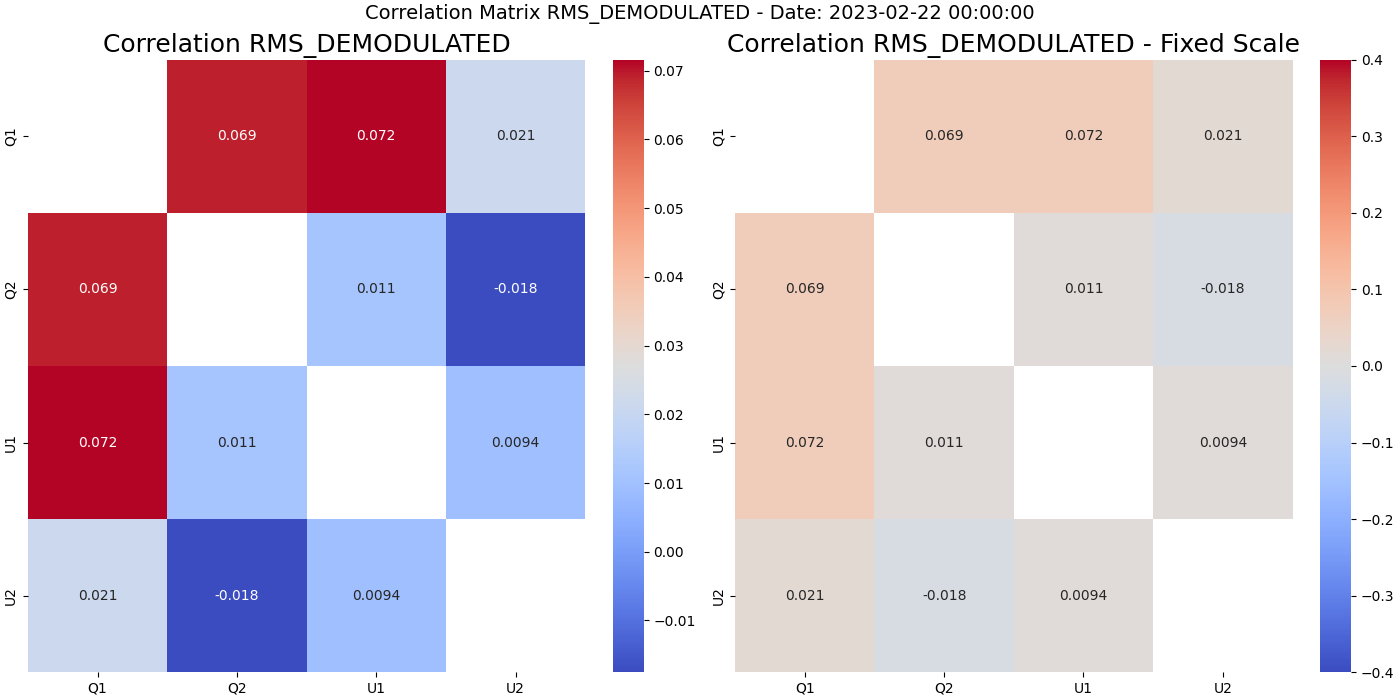 Correlation Matrix RMS_DEMODULATED - Date: 2023-02-22 00:00:00
Correlation RMS_DEMODULATED
Q1
0.069
0.072
0.021
Q2
0.069
0.011
-0.018
U1
0.072
0.011
0.0094
U2
0.021
-0.018
0.0094
Q1
Q2
U1
U2
0.07
0.06
0.05
0.04
0.03
0.02
0.01
0.00
−0.01
Correlation RMS_DEMODULATED - Fixed Scale
Q1
0.069
0.072
0.021
Q2
0.069
0.011
-0.018
U1
0.072
0.011
0.0094
U2
0.021
-0.018
0.0094
Q1
Q2
U1
U2
0.4
0.3
0.2
0.1
0.0
−0.1
−0.2
−0.3
−0.4